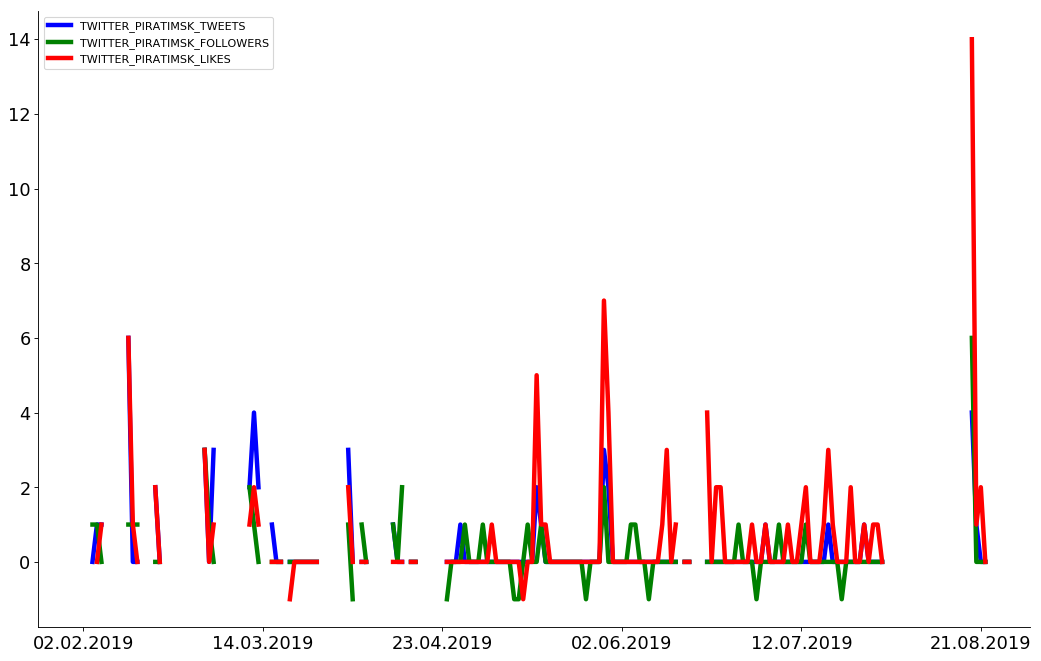 TWITTER_PIRATIMSK_TWEETS
TWITTER_PIRATIMSK_FOLLOWERS
TWITTER_PIRATIMSK_LIKES
14
12
10
8
6
4
2
0
02.02.2019 14.03.2019 23.04.2019 02.06.2019 12.07.2019 21.08.2019